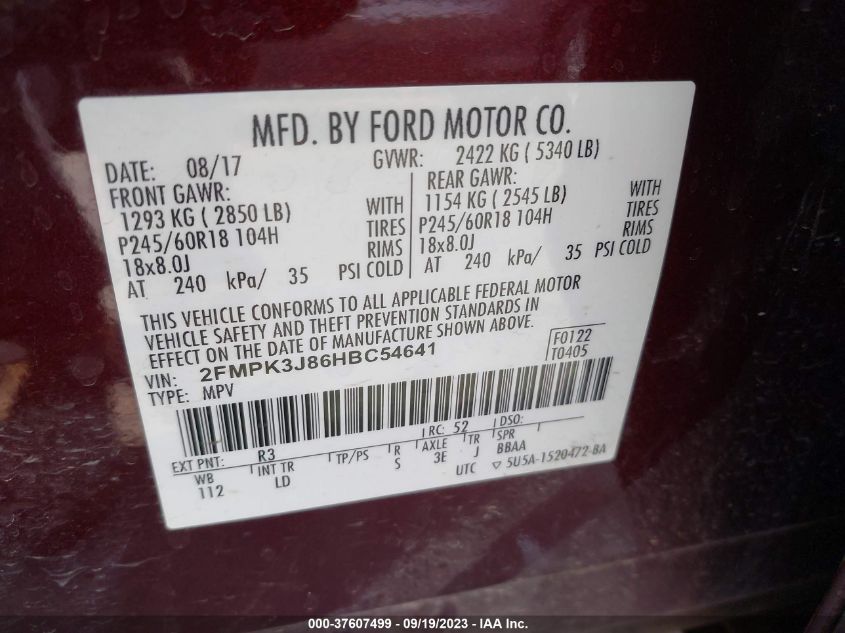 MFD. BY FORD MOTOR CO.
DATE: 08/17 GVWR: 2422 KG ( 5340 LB)
FRONT GAWR: REAR GAWR:
1293 KG ( 2850 LB) WITH 1154 KG ( 2545 LB) WITH
P245/60R18 104H TIRES P245/60R18 104H TIRES
18x8.0J RIMS 18x8.0J RIMS
AT 240 kPa/ 35 PSI COLD AT 240 kPa/ 35 PSI COLD
THIS VEHICLE CONFORMS TO ALL APPLICABLE FEDERAL MOTOR
VEHICLE SAFETY AND THEFT PREVENTION STANDARDS IN
EFFECT ON THE DATE OF MANUFACTURE SHOWN ABOVE.
VIN: 2FMPK3J86HBC54641 F0122
TYPE: MPV T0405
EXT PNT: R3 RC: 52 DSO:
WB INT TR TP/PS R AXLE TR SPR
112 LD S 3E J BBAA
UTC ▽ 5U5A-1520472-BA
000-37607499 - 09/19/2023 - IAA Inc.